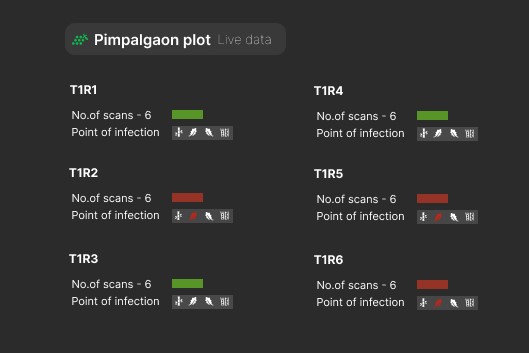 Pimpalgaon plot Live data
T1R1
No.of scans - 6
Point of infection
T1R2
No.of scans - 6
Point of infection
T1R3
No.of scans - 6
Point of infection
T1R4
No.of scans - 6
Point of infection
T1R5
No.of scans - 6
Point of infection
T1R6
No.of scans - 6
Point of infection